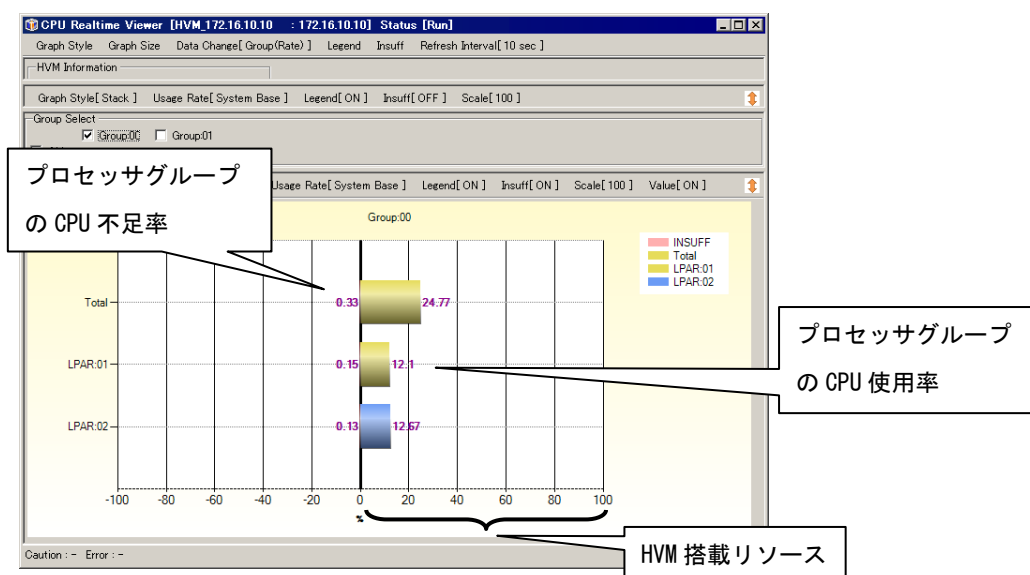 CPU Realtime Viewer [HVM_172.16.10.10 : 172.16.10.10] Status [Run]
Graph Style Graph Size Data Change[ Group(Rate) ] Legend Insuff Refresh Interval[ 10 sec ]
HVM Information
Graph Style[ Stack ] Usage Rate[ System Base ] Legend[ ON ] Insuff[ OFF ] Scale[ 100 ]
Group Select
Group:00 Group:01
プロセッサグループ
の CPU 不足率
Usage Rate[ System Base ] Legend[ ON ] Insuff[ ON ] Scale[ 100 ] Value[ ON ]
Group:00
INSUFF
Total
LPAR:01
LPAR:02
Total 0.33 24.77
LPAR:01 0.15 12.1
LPAR:02 0.13 12.67
プロセッサグループ
の CPU 使用率
-100 -80 -60 -40 -20 0 20 40 60 80 100
%
HVM 搭載リソース
Caution : - Error : -